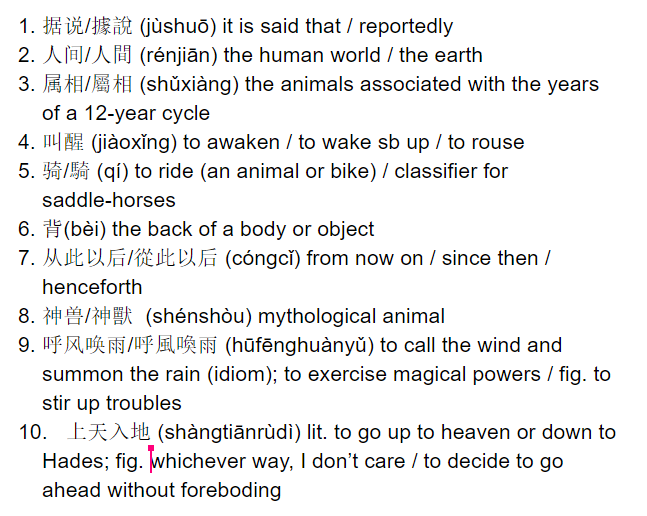 1. 据说/據說 (jùshuō) it is said that / reportedly
2. 人间/人間 (rénjiān) the human world / the earth
3. 属相/屬相 (shǔxiàng) the animals associated with the years
of a 12-year cycle
4. 叫醒 (jiàoxǐng) to awaken / to wake sb up / to rouse
5. 骑/騎 (qí) to ride (an animal or bike) / classifier for
saddle-horses
6. 背(bèi) the back of a body or object
7. 从此以后/從此以后 (cóngcǐ) from now on / since then /
henceforth
8. 神兽/神獸 (shénshòu) mythological animal
9. 呼风唤雨/呼風喚雨 (hūfēnghuànyǔ) to call the wind and
summon the rain (idiom); to exercise magical powers / fig. to
stir up troubles
10. 上天入地 (shàngtiānrùdì) lit. to go up to heaven or down to
Hades; fig. whichever way, I don’t care / to decide to go
ahead without foreboding